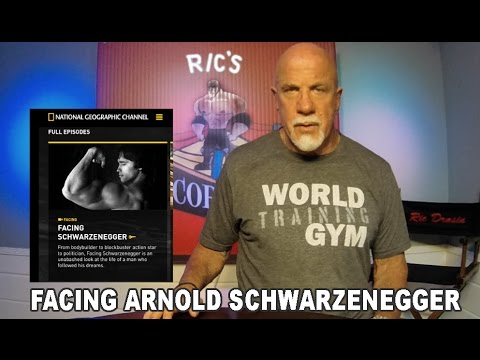 RIC'S
COR
NATIONAL GEOGRAPHIC CHANNEL
FULL EPISODES
FACING
FACING
SCHWARZENEGGER
From bodybuilder to blockbuster action star
to politician, Facing Schwarzenegger is an
unabashed look at the life of a man who
followed his dreams.
WORLD
TRAINING
GYM
Ric Drasin
FACING ARNOLD SCHWARZENEGGER